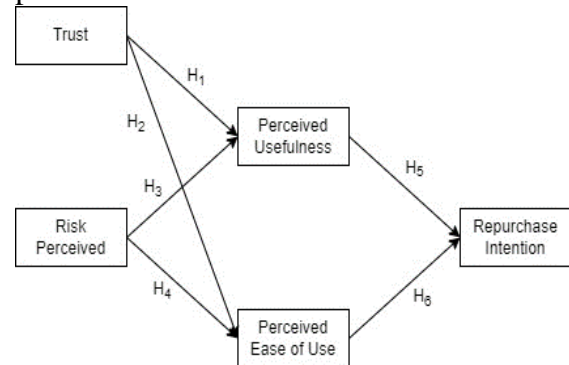 Trust
H1
H2
Perceived
Usefulness
H3
H5
Risk
Perceived
Repurchase
Intention
H4
H6
Perceived
Ease of Use